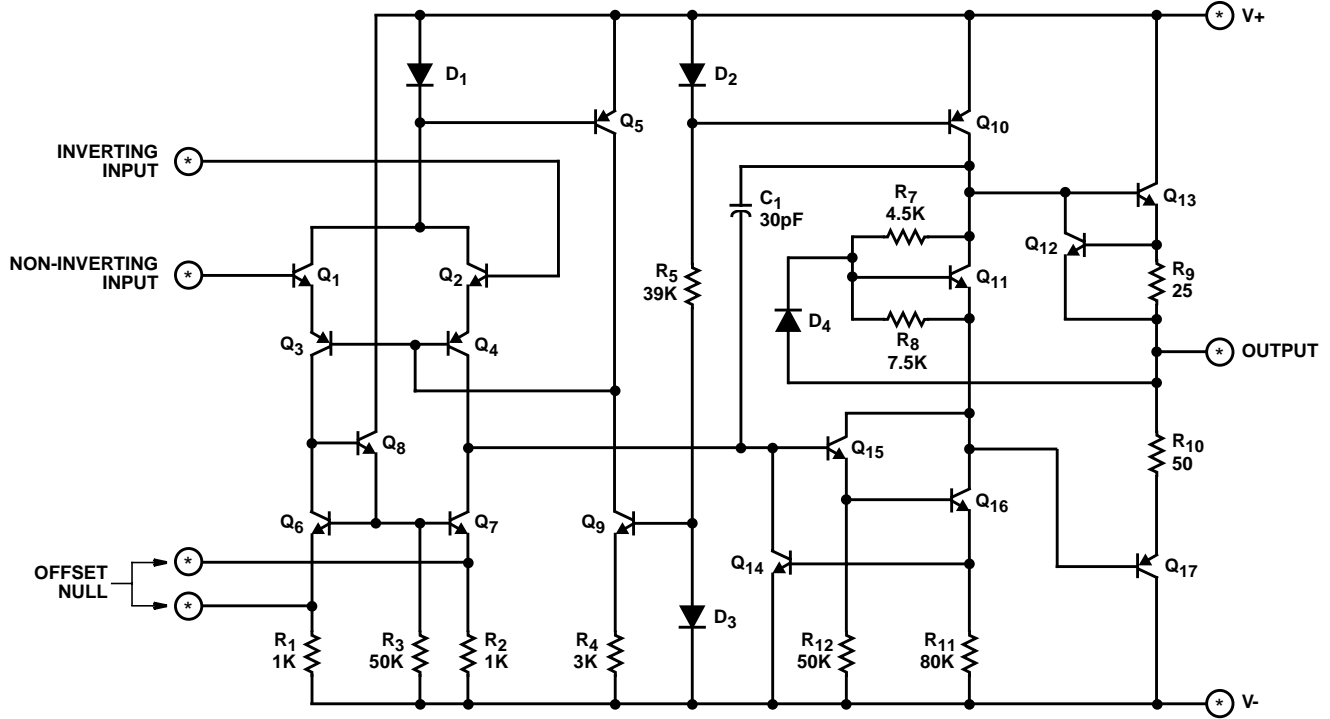 V+
D1
D2
Q5
Q10
INVERTING
INPUT
*
*
C1
30pF
R7
4.5K
Q13
Q12
NON-INVERTING
INPUT
*
Q1
Q2
R5
39K
Q11
R9
25
D4
Q3
Q4
R8
7.5K
*
OUTPUT
Q8
Q15
R10
50
Q6
Q7
Q9
Q16
Q14
Q17
OFFSET
NULL
*
*
D3
R1
1K
R3
50K
R2
1K
R4
3K
R12
50K
R11
80K
*
V-